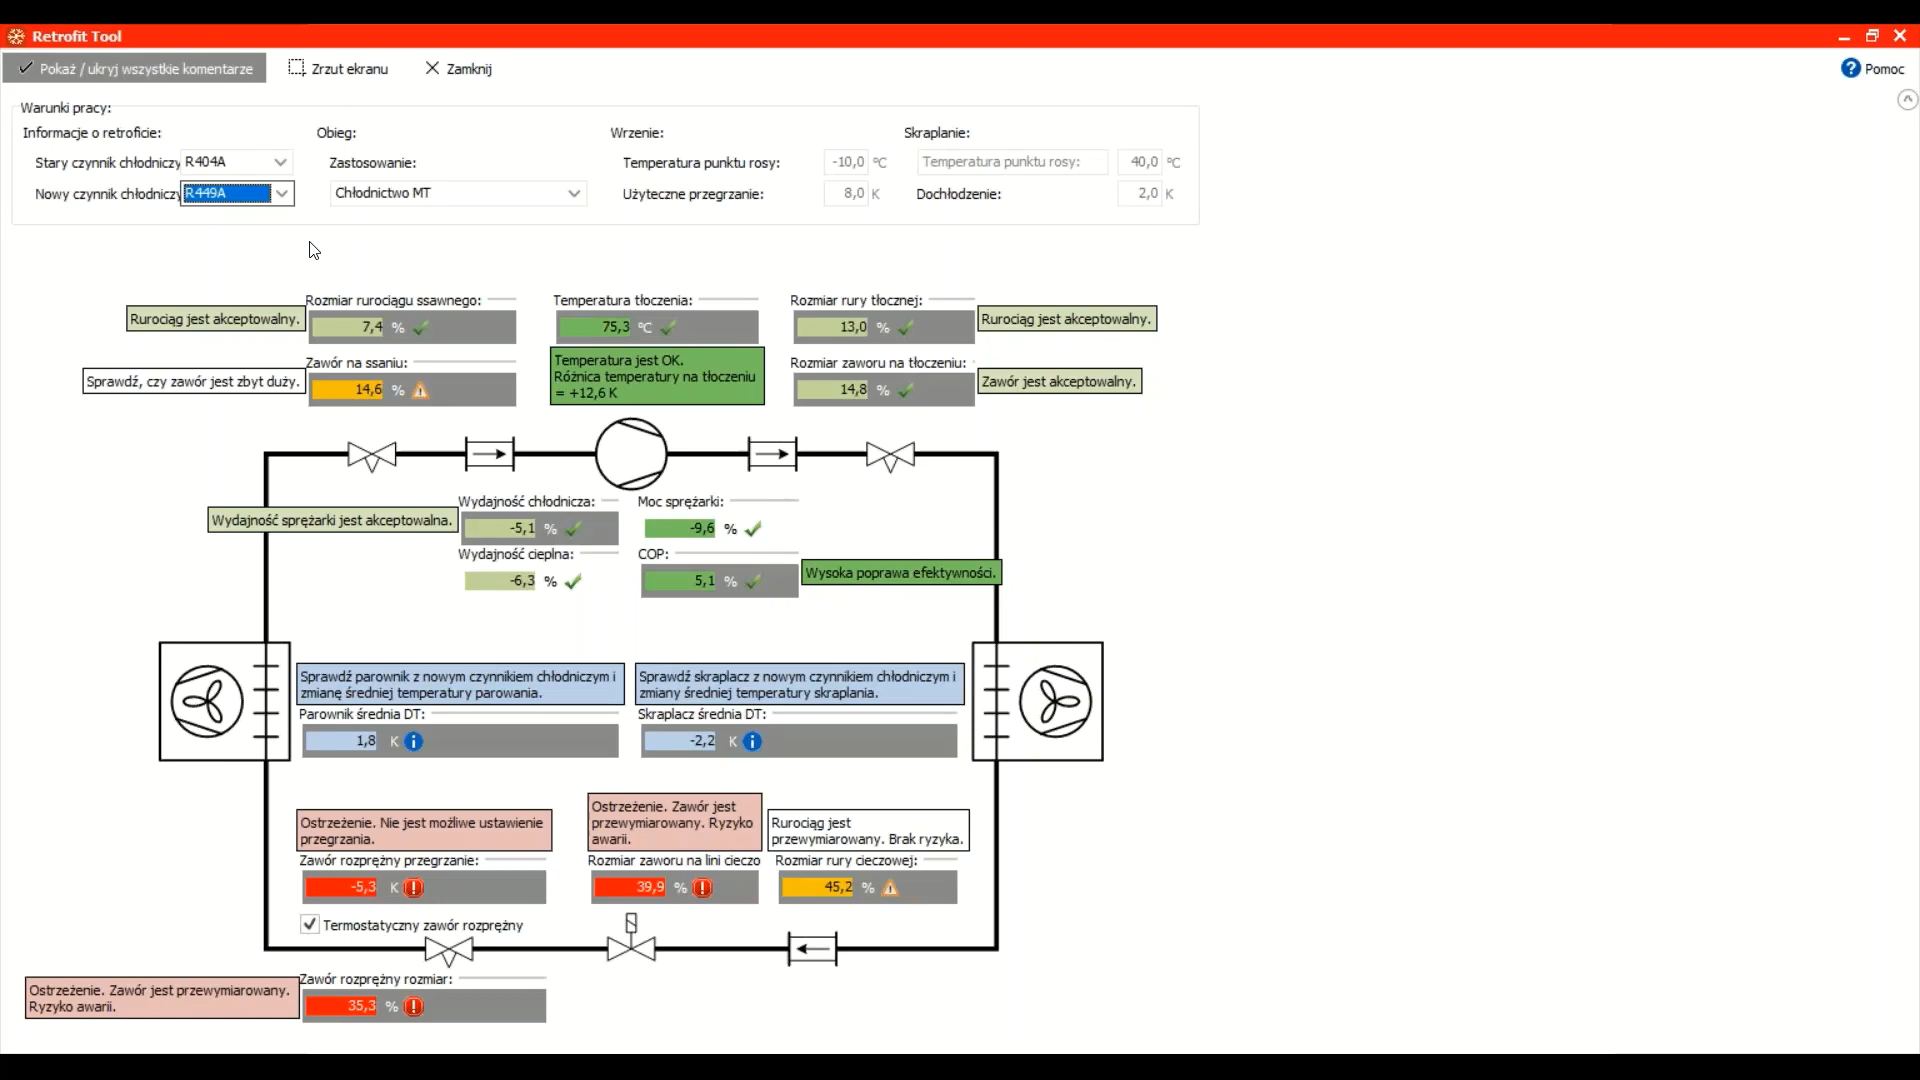 Retrofit Tool
Pokaż / ukryj wszystkie komentarze
Zrzut ekranu
Zamknij
Pomoc
Warunki pracy:
Informacje o retroficie:
Obieg:
Wrzenie:
Skraplanie:
Stary czynnik chłodniczy
R404A
Zastosowanie:
Temperatura punktu rosy:
-10,0 °C
Temperatura punktu rosy:
40,0 °C
Nowy czynnik chłodniczy
R449A
Chłodnictwo MT
Użyteczne przegrzanie:
8,0 K
Dochłodzenie:
2,0 K
Rozmiar rurociągu ssawnego:
Temperatura tłoczenia:
Rozmiar rury tłocznej:
Rurociąg jest akceptowalny.
7,4 %
75,3 °C
13,0 %
Rurociąg jest akceptowalny.
Zawór na ssaniu:
Temperatura jest OK.
Różnica temperatury na tłoczeniu
= +12,6 K
Rozmiar zaworu na tłoczeniu:
Sprawdź, czy zawór jest zbyt duży.
14,6 %
14,8 %
Zawór jest akceptowalny.
Wydajność chłodnicza:
Moc sprężarki:
Wydajność sprężarki jest akceptowalna.
-5,1 %
-9,6 %
Wydajność cieplna:
COP:
-6,3 %
5,1 %
Wysoka poprawa efektywności.
Sprawdź parownik z nowym czynnikiem chłodniczym i
zmianę średniej temperatury parowania.
Sprawdź skraplacz z nowym czynnikiem chłodniczym i
zmiany średniej temperatury skraplania.
Parownik średnia DT:
Skraplacz średnia DT:
1,8 K
-2,2 K
Ostrzeżenie. Nie jest możliwe ustawienie
przegrzania.
Ostrzeżenie. Zawór jest
przewymiarowany. Ryzyko
awarii.
Rurociąg jest
przewymiarowany. Brak ryzyka.
Zawór rozprężny przegrzanie:
Rozmiar zaworu na lini cieczo
Rozmiar rury cieczowej:
-5,3 K
39,9 %
45,2 %
Termostatyczny zawór rozprężny
Zawór rozprężny rozmiar:
Ostrzeżenie. Zawór jest przewymiarowany.
Ryzyko awarii.
35,3 %